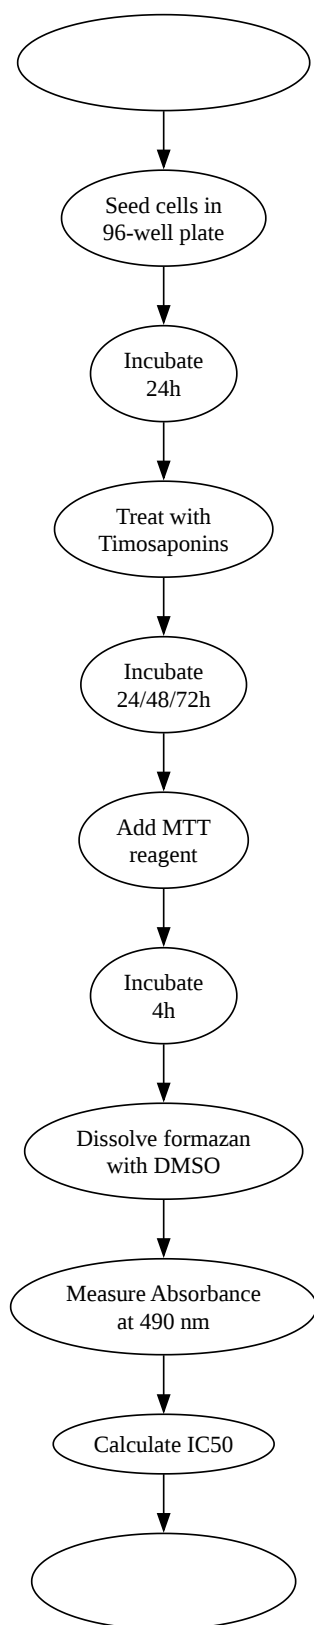 Seed cells in
96-well plate
Incubate
24h
Treat with
Timosaponins
Incubate
24/48/72h
Add MTT
reagent
Incubate
4h
Dissolve formazan
with DMSO
Measure Absorbance
at 490 nm
Calculate IC50